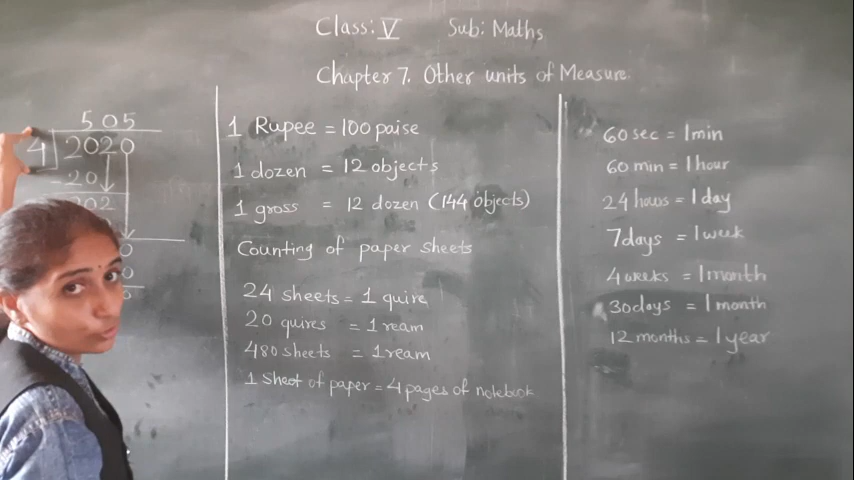 Class: V Sub: Maths
Chapter 7. Other units of Measure.
505
4 2020
-20
202
0
0
1 Rupee = 100 paise
1 dozen = 12 objects
1 gross = 12 dozen (144 objects)
Counting of paper sheets
24 sheets = 1 quire
20 quires = 1 ream
480 sheets = 1 ream
1 Sheet of paper = 4 pages of notebook
60 sec = 1 min
60 min = 1 hour
24 hours = 1 day
7 days = 1 week
4 weeks = 1 month
30 days = 1 month
12 months = 1 year